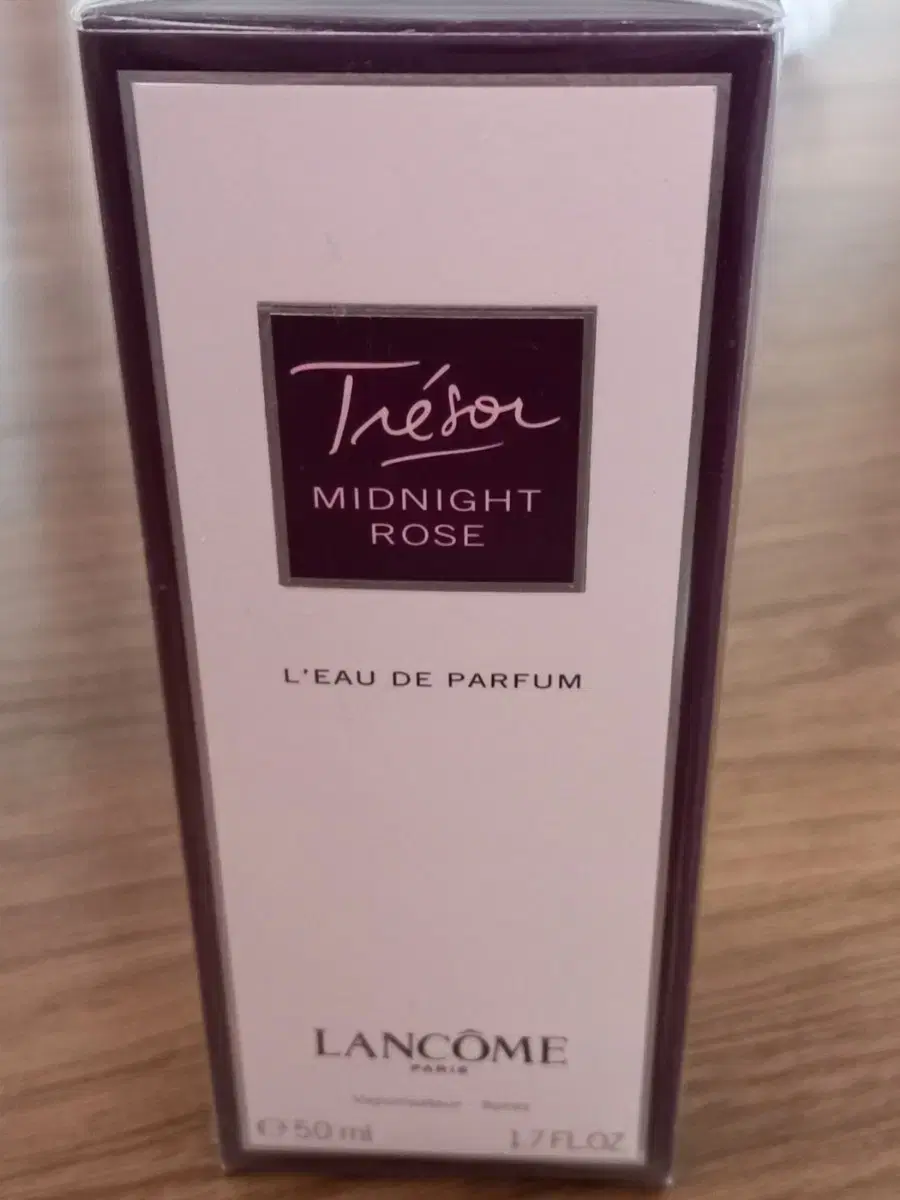 Trésor
MIDNIGHT
ROSE
L'EAU DE PARFUM
LANCÔME
PARIS
Vaporisateur Spray
℮ 50 ml 1.7 FL.OZ